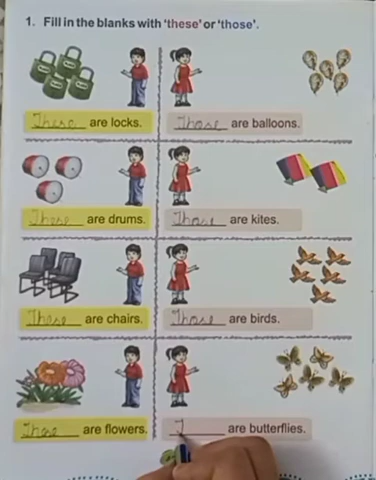 1. Fill in the blanks with 'these' or 'those'.
These are locks.
Those are balloons.
These are drums.
Those are kites.
These are chairs.
Those are birds.
These are flowers.
T are butterflies.